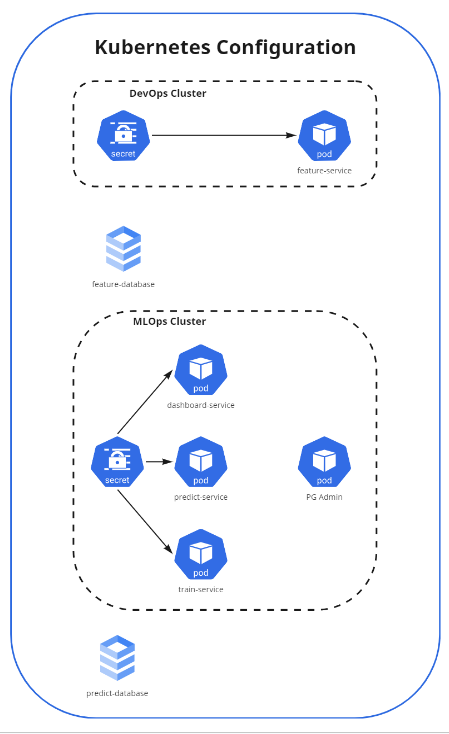 Kubernetes Configuration
DevOps Cluster
secret
pod
feature-service
feature-database
MLOps Cluster
pod
dashboard-service
secret
pod
predict-service
pod
PG Admin
pod
train-service
predict-database